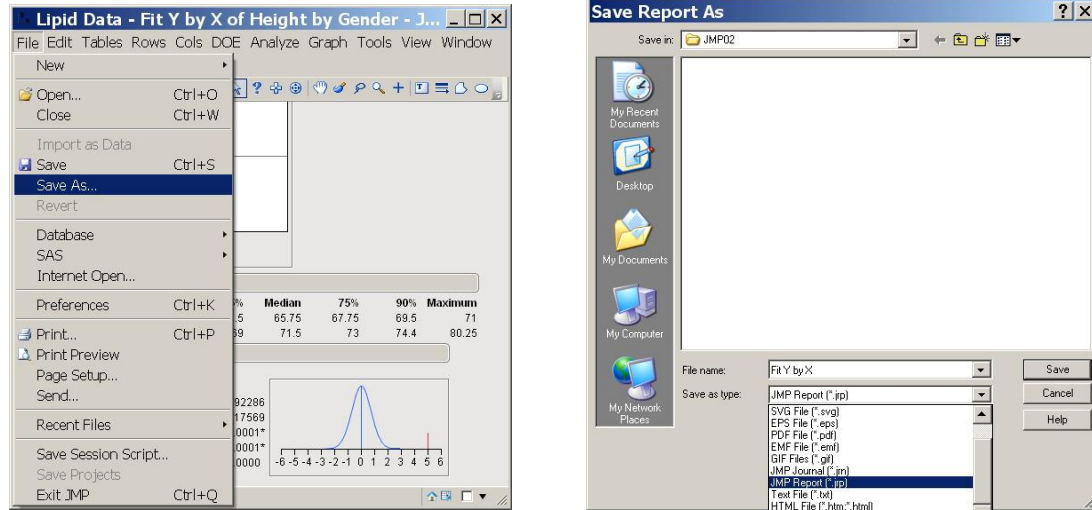 Lipid Data - Fit Y by X of Height by Gender - J...
File Edit Tables Rows Cols DOE Analyze Graph Tools View Window
New
Open... Ctrl+O
Close Ctrl+W
Import as Data
Save Ctrl+S
Save As...
Revert
Database
SAS
Internet Open...
Preferences Ctrl+K
Print... Ctrl+P
Print Preview
Page Setup...
Send...
Recent Files
Save Session Script...
Save Projects
Exit JMP Ctrl+Q
% Median 75% 90% Maximum
.5 65.75 67.75 69.5 71
69 71.5 73 74.4 80.25
92286
17569
0001*
0001*
0000
-6 -5 -4 -3 -2 -1 0 1 2 3 4 5 6
Save Report As
Save in: JMP02
My Recent
Documents
Desktop
My Documents
My Computer
My Network
Places
File name: Fit Y by X Save
Save as type: JMP Report (*.jrp) Cancel
Help
SVG File (*.svg)
EPS File (*.eps)
PDF File (*.pdf)
EMF File (*.emf)
GIF Files (*.gif)
JMP Journal (*.jrn)
JMP Report (*.jrp)
Text File (*.txt)
HTML File (*.htm;*.html)